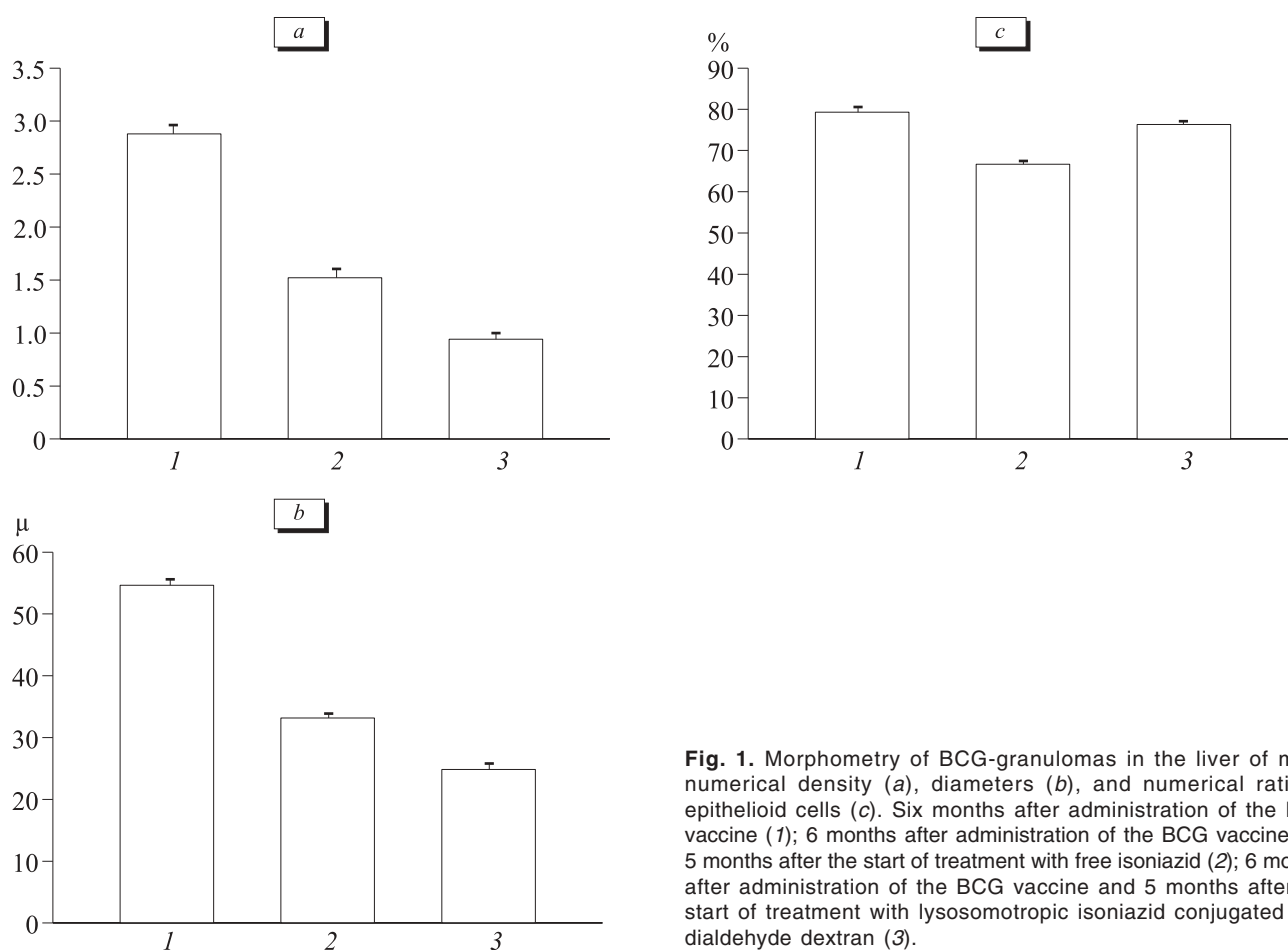 a
3.5
3.0
2.5
2.0
1.5
1.0
0.5
0
1 2 3
c
%
90
80
70
60
50
40
30
20
10
0
1 2 3
b
μ
60
50
40
30
20
10
0
1 2 3
Fig. 1. Morphometry of BCG-granulomas in the liver of
numerical density (a), diameters (b), and numerical
epithelioid cells (c). Six months after administration of the
vaccine (1); 6 months after administration of the BCG vaccine
5 months after the start of treatment with free isoniazid (2); 6
after administration of the BCG vaccine and 5 months after
start of treatment with lysosomotropic isoniazid conjugated
dialdehyde dextran (3).